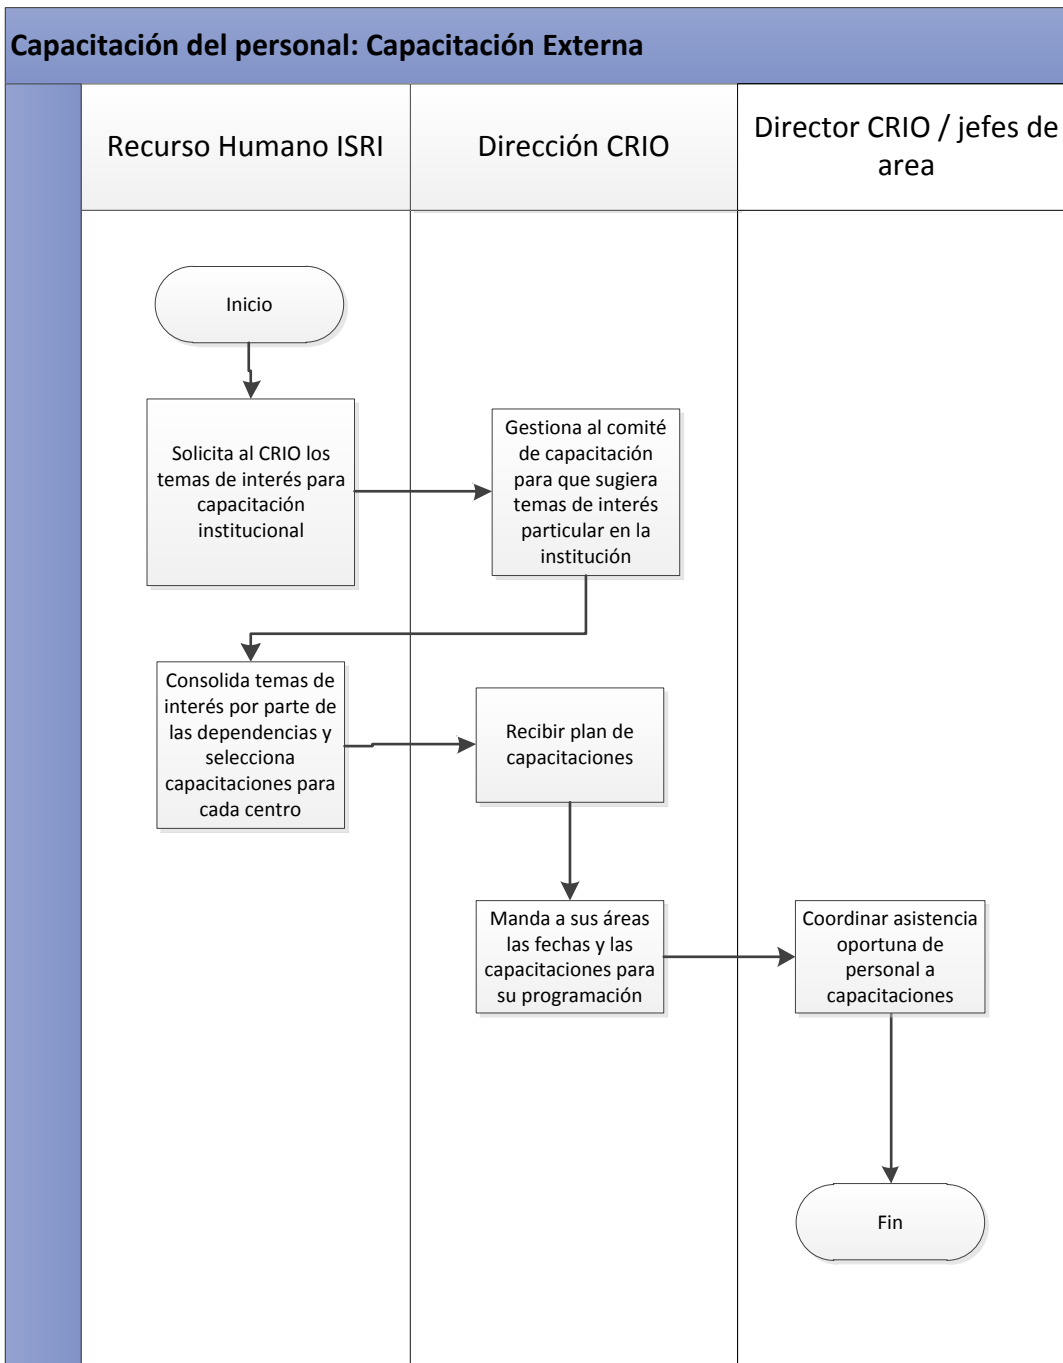 Capacitación del personal: Capacitación Externa
Recurso Humano ISRI
Dirección CRIO
Director CRIO / jefes de
area
Inicio
Solicita al CRIO los
temas de interés para
capacitación
institucional
Gestiona al comité
de capacitación
para que sugiera
temas de interés
particular en la
institución
Consolida temas de
interés por parte de
las dependencias y
selecciona
capacitaciones para
cada centro
Recibir plan de
capacitaciones
Manda a sus áreas
las fechas y las
capacitaciones para
su programación
Coordinar asistencia
oportuna de
personal a
capacitaciones
Fin